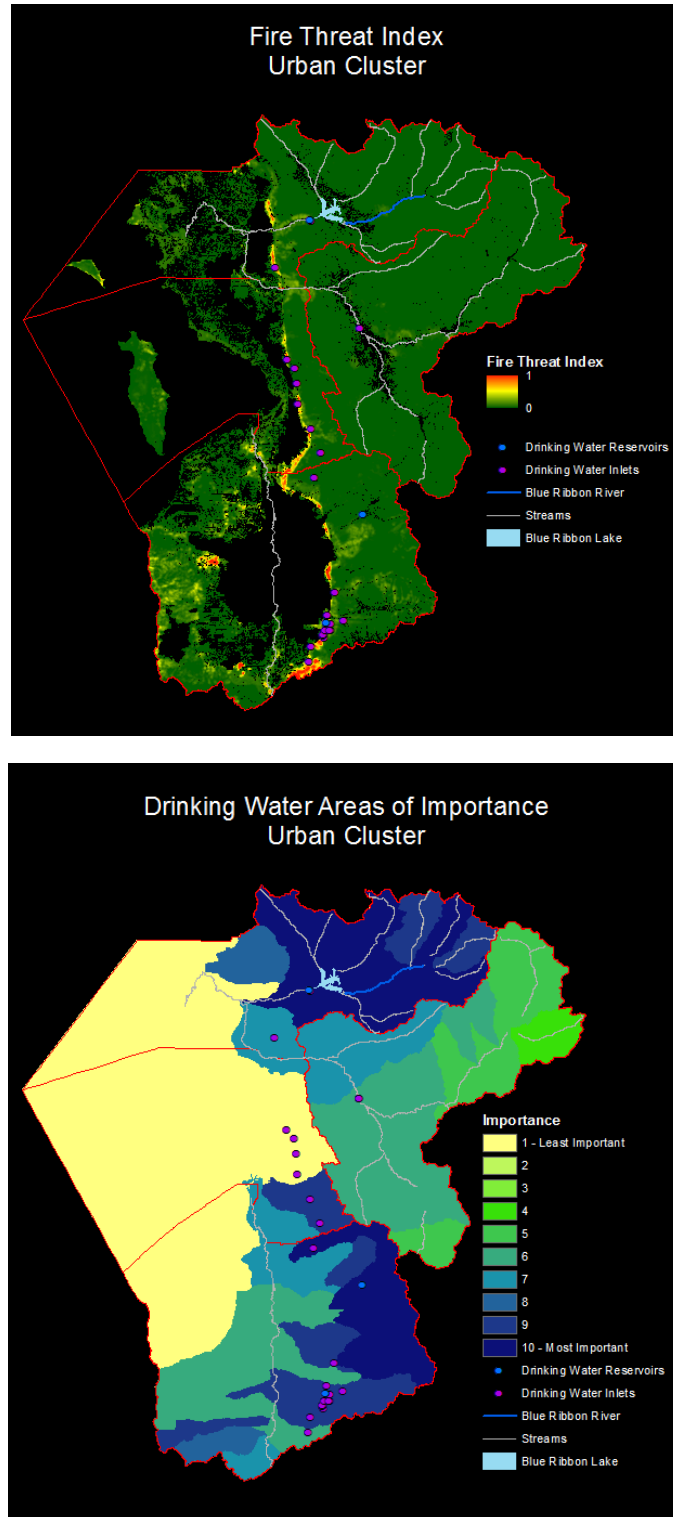 Fire Threat Index
Urban Cluster
Fire Threat Index
1
0
Drinking Water Reservoirs
Drinking Water Inlets
Blue Ribbon River
Streams
Blue Ribbon Lake
Drinking Water Areas of Importance
Urban Cluster
Importance
1 - Least Important
2
3
4
5
6
7
8
9
10 - Most Important
Drinking Water Reservoirs
Drinking Water Inlets
Blue Ribbon River
Streams
Blue Ribbon Lake